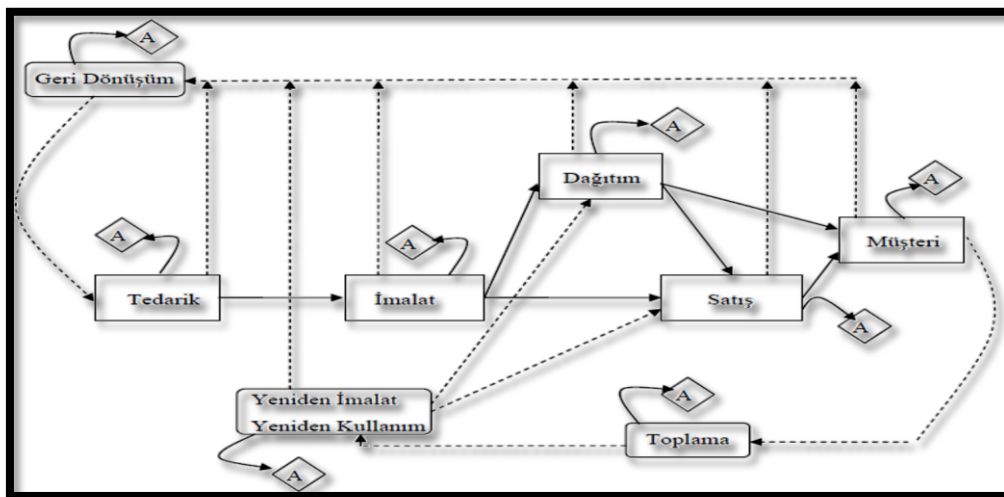 A
Geri Dönüşüm
A
Dağıtım
A
Müşteri
A
A
Tedarik
İmalat
Satış
A
Yeniden İmalat
Yeniden Kullanım
A
Toplama
A